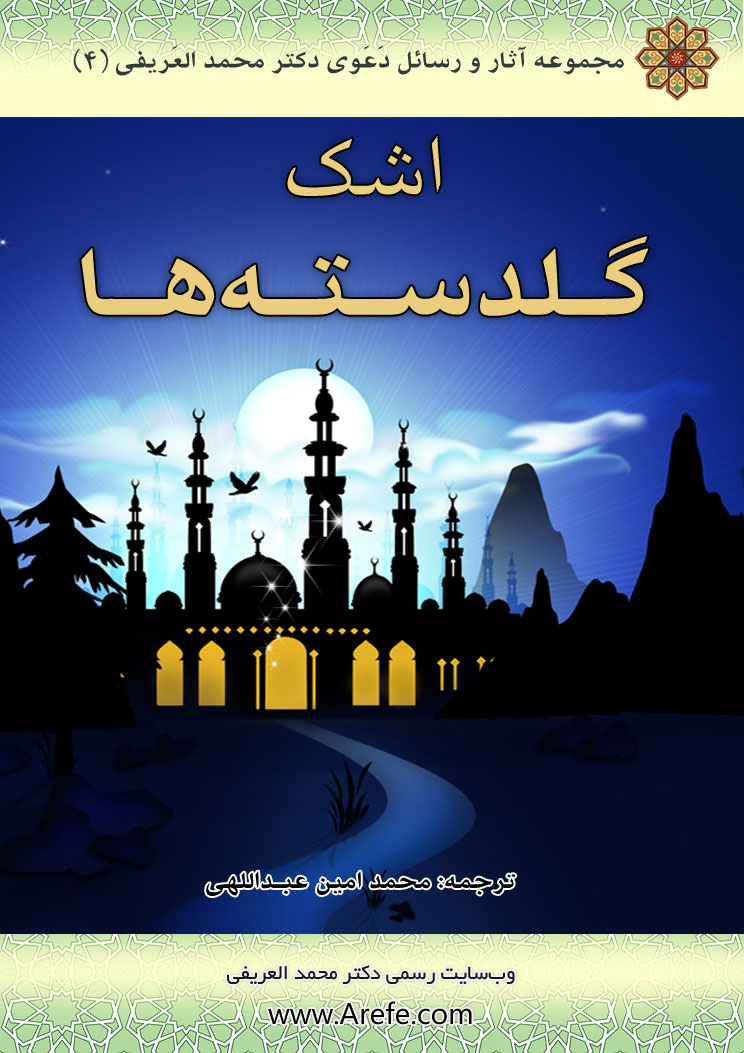 مجموعه آثار و رسائل دَعَوی دکتر محمد العَریفی (۴)
اشک
گلدسته‌ها
ترجمه: محمد امین عبداللهی
وب‌سایت رسمی دکتر محمد العریفی
www.Arefe.com